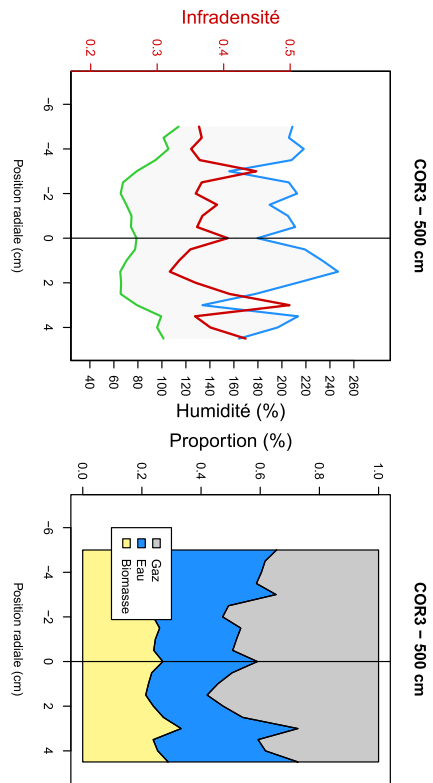 COR3 − 500 cm
Infradensité
0.2 0.3 0.4 0.5
−6 −4 −2 0 2 4
Position radiale (cm)
40 60 80 100 120 140 160 180 200 220 240 260
Humidité (%)
COR3 − 500 cm
Proportion (%)
0.0 0.2 0.4 0.6 0.8 1.0
Gaz
Eau
Biomasse
−6 −4 −2 0 2 4
Position radiale (cm)